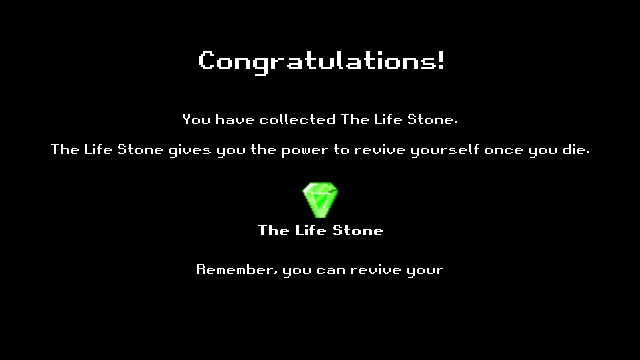 Congratulations!
You have collected The Life Stone.
The Life Stone gives you the power to revive yourself once you die.
The Life Stone
Remember, you can revive your